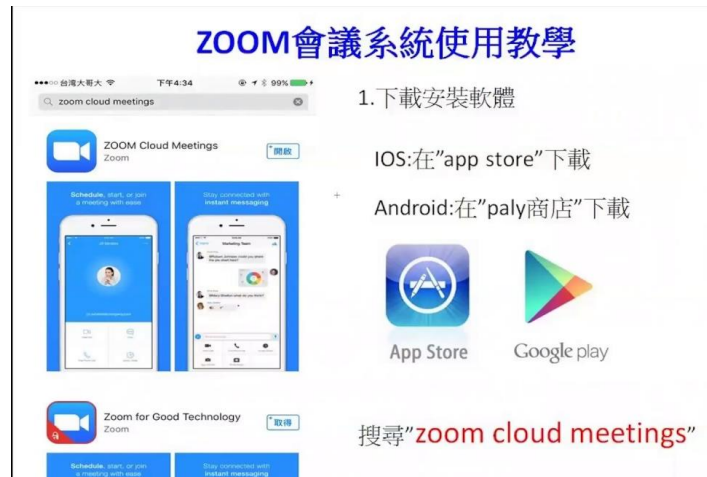 ZOOM會議系統使用教學
台灣大哥大 下午4:34 99%
zoom cloud meetings
ZOOM Cloud Meetings
Zoom
開啟
Schedule, start, or join
a meeting with ease
Stay connected with
instant messaging
Zoom for Good Technology
Zoom
取得
Schedule, start, or join
a meeting with ease
Stay connected with
instant messaging
1.下載安裝軟體
IOS:在"app store"下載
Android:在"paly商店"下載
App Store
Google play
搜尋"zoom cloud meetings"